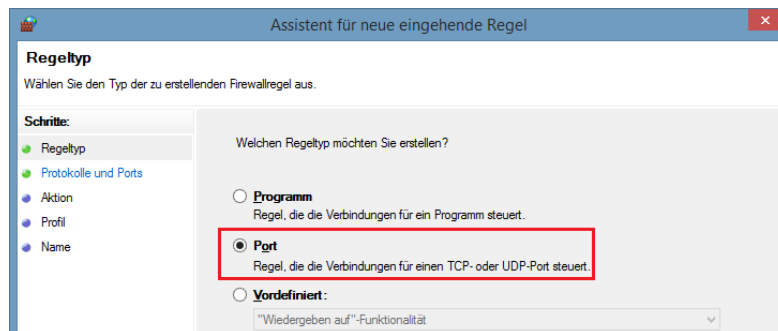 Assistent für neue eingehende Regel
Regeltyp
Wählen Sie den Typ der zu erstellenden Firewallregel aus.
Schritte:
Regeltyp
Protokolle und Ports
Aktion
Profil
Name
Welchen Regeltyp möchten Sie erstellen?
Programm
Regel, die die Verbindungen für ein Programm steuert.
Port
Regel, die die Verbindungen für einen TCP- oder UDP-Port steuert.
Vordefiniert:
"Wiedergeben auf"-Funktionalität